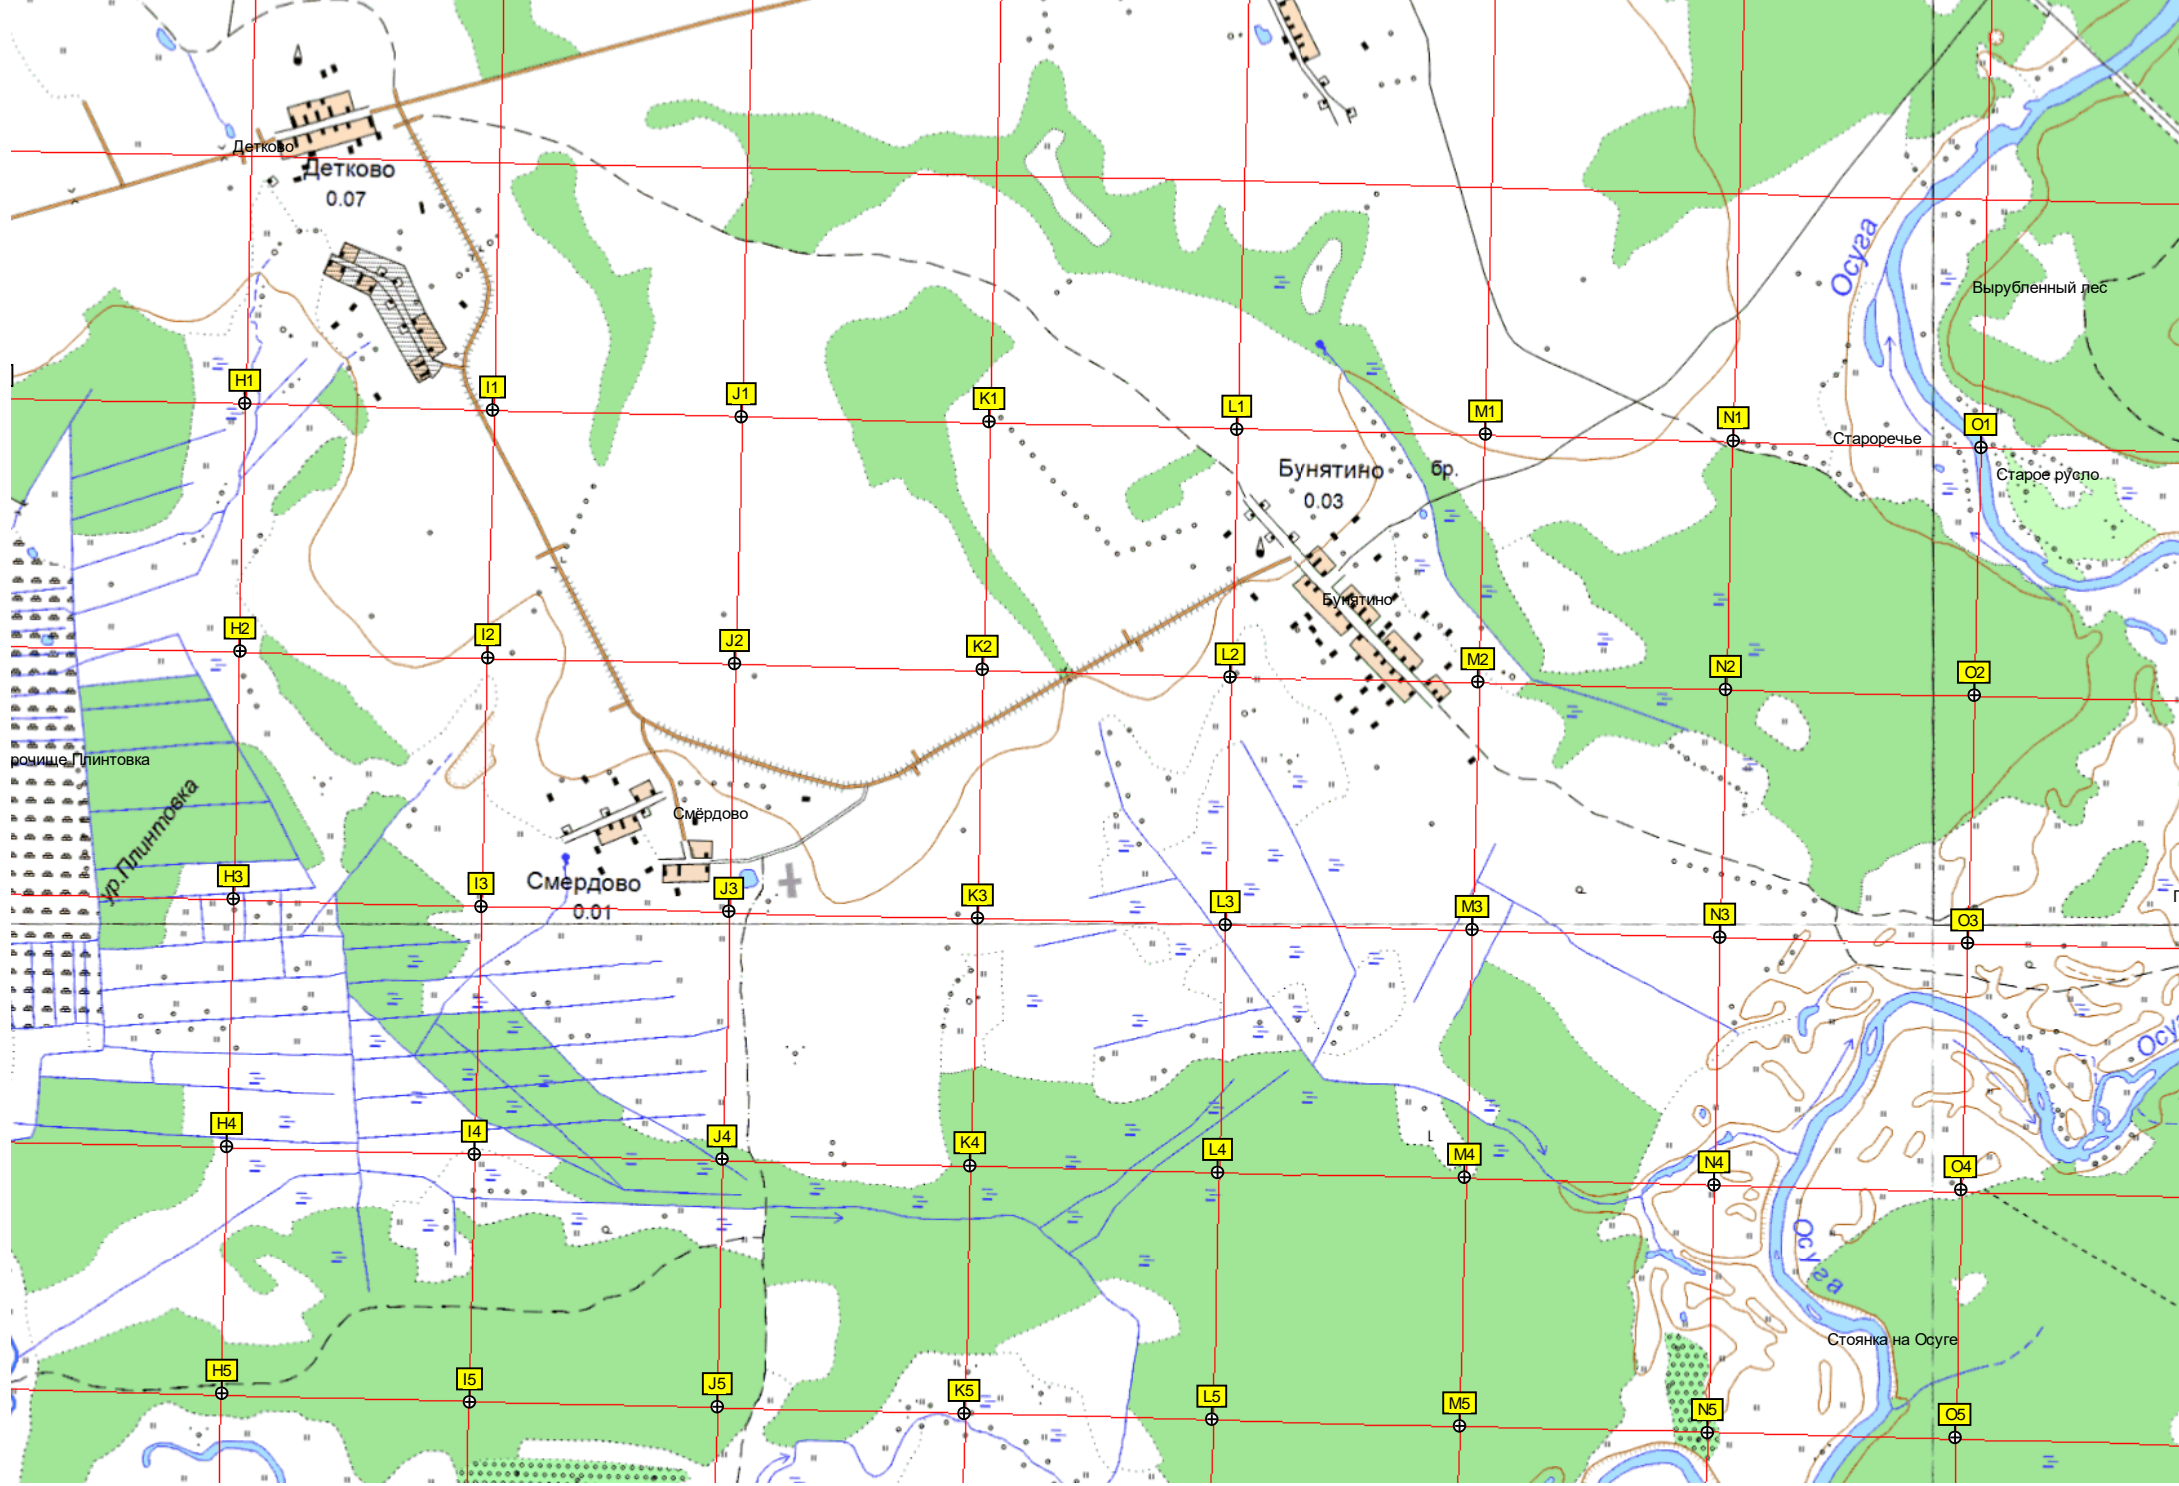 Детково
Детково
0.07
Осуга
Вырубленный лес
H1
I1
J1
K1
L1
M1
N1
O1
Староречье
Бунятино
бр.
0.03
Старое русло
Бунятино
H2
I2
J2
K2
L2
M2
N2
O2
рочище Плинтовка
ур.Плинтовка
Смёрдово
Смердово
0.01
H3
I3
J3
K3
L3
M3
N3
O3
H4
I4
J4
K4
L4
M4
N4
O4
Осуга
Стоянка на Осуге
H5
I5
J5
K5
L5
M5
N5
O5